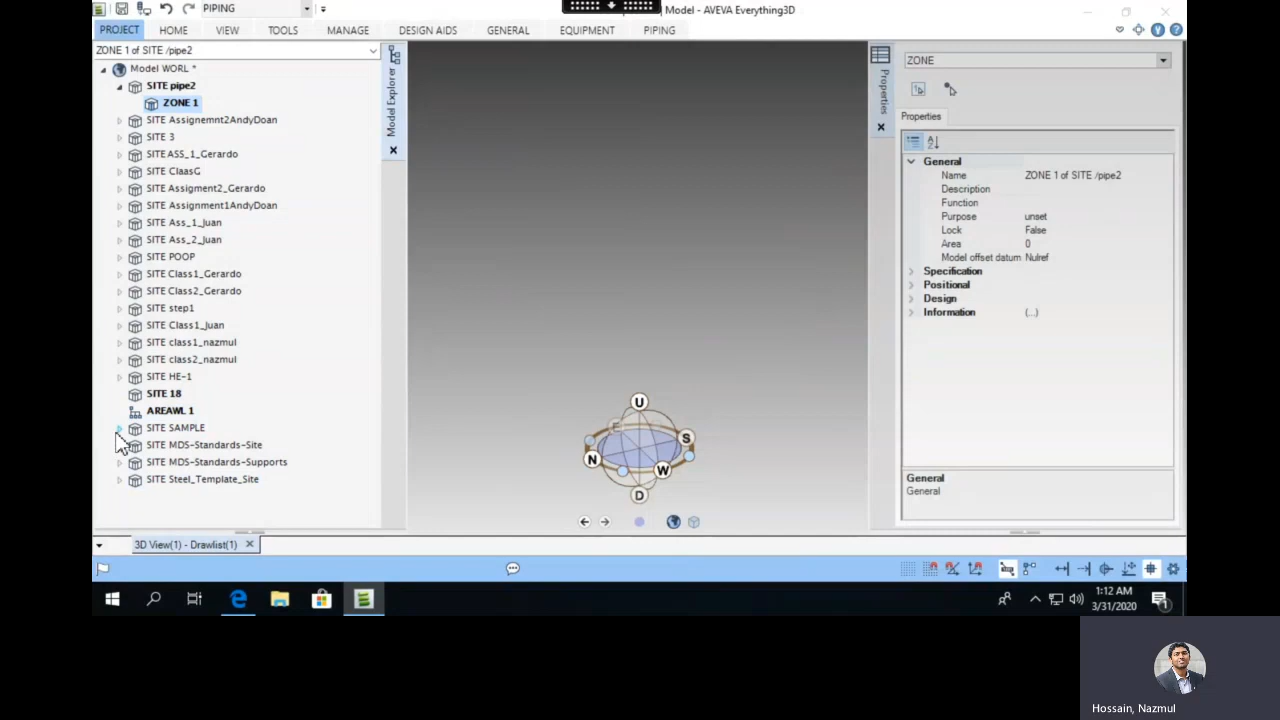 PIPING
Model - AVEVA Everything3D
PROJECT HOME VIEW TOOLS MANAGE DESIGN AIDS GENERAL EQUIPMENT PIPING
ZONE 1 of SITE /pipe2
Model WORL *
SITE pipe2
ZONE 1
SITE Assignemnt2AndyDoan
SITE 3
SITE ASS_1_Gerardo
SITE ClaasG
SITE Assigment2_Gerardo
SITE Assignment1AndyDoan
SITE Ass_1_Juan
SITE Ass_2_Juan
SITE POOP
SITE Class1_Gerardo
SITE Class2_Gerardo
SITE step1
SITE Class1_Juan
SITE class1_nazmul
SITE class2_nazmul
SITE HE-1
SITE 18
AREAWL 1
SITE SAMPLE
SITE MDS-Standards-Site
SITE MDS-Standards-Supports
SITE Steel_Template_Site
Model Explorer
U
E
S
N
W
D
Properties
ZONE
Properties
General
Name ZONE 1 of SITE /pipe2
Description
Function
Purpose unset
Lock False
Area 0
Model offset datum Nulref
Specification
Positional
Design
Information (...)
General
General
3D View(1) - Drawlist(1)
1:12 AM
3/31/2020
1
Hossain, Nazmul